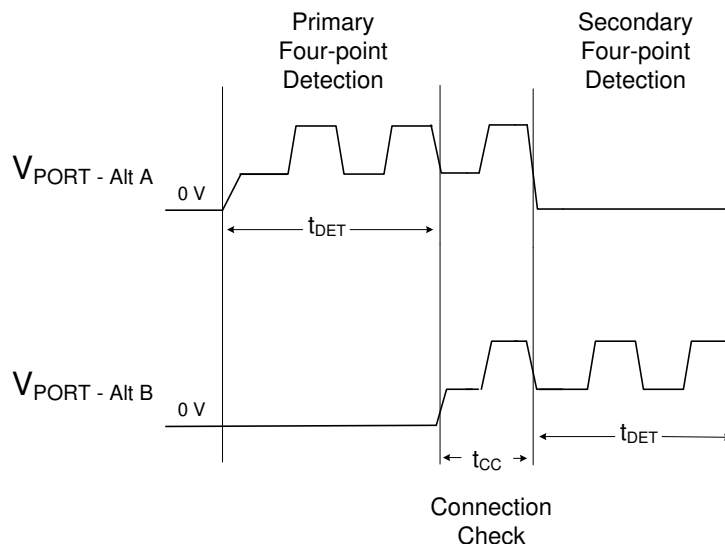 Primary
Four-point
Detection
Secondary
Four-point
Detection
VPORT - Alt A
0 V
tDET
VPORT - Alt B
0 V
tDET
tCC
Connection
Check